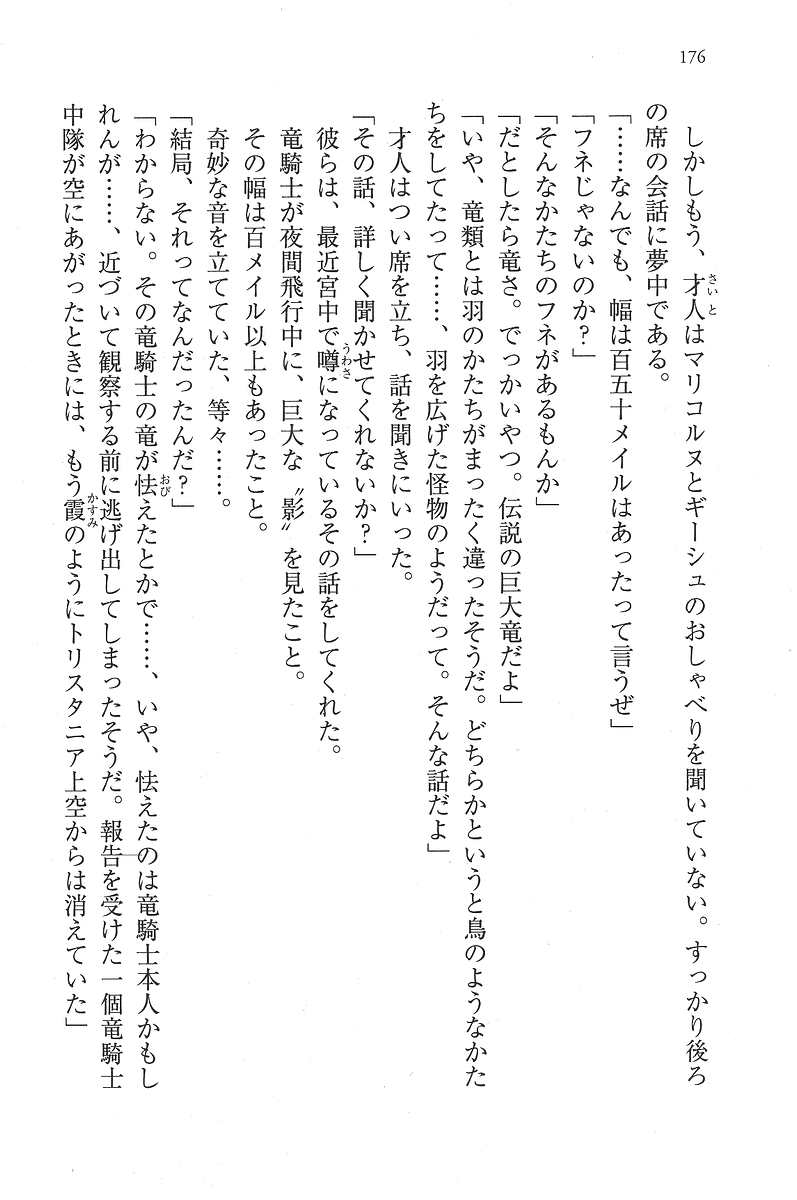 176
しかしもう、才人はマリコルヌとギーシュのおしゃべりを聞いていない。すっかり後ろ
の席の会話に夢中である。
「……なんでも、幅は百五十メイルはあったって言うぜ」
「フネじゃないのか？」
「そんなかたちのフネがあるもんか」
「だとしたら竜さ。でっかいやつ。伝説の巨大竜だよ」
「いや、竜類とは羽のかたちがまったく違ったそうだ。どちらかというと鳥のようなかた
ちをしてたって……、羽を広げた怪物のようだって。そんな話だよ」
才人はつい席を立ち、話を聞きにいった。
「その話、詳しく聞かせてくれないか？」
彼らは、最近宮中で噂になっているその話をしてくれた。
竜騎士が夜間飛行中に、巨大な〝影〟を見たこと。
その幅は百メイル以上もあったこと。
奇妙な音を立てていた、等々……。
「結局、それってなんだったんだ？」
「わからない。その竜騎士の竜が怯えたとかで……、いや、怯えたのは竜騎士本人かもし
れんが……、近づいて観察する前に逃げ出してしまったそうだ。報告を受けた一個竜騎士
中隊が空にあがったときには、もう霞のようにトリスタニア上空からは消えていた」
さいと
うわさ
おび
かすみ